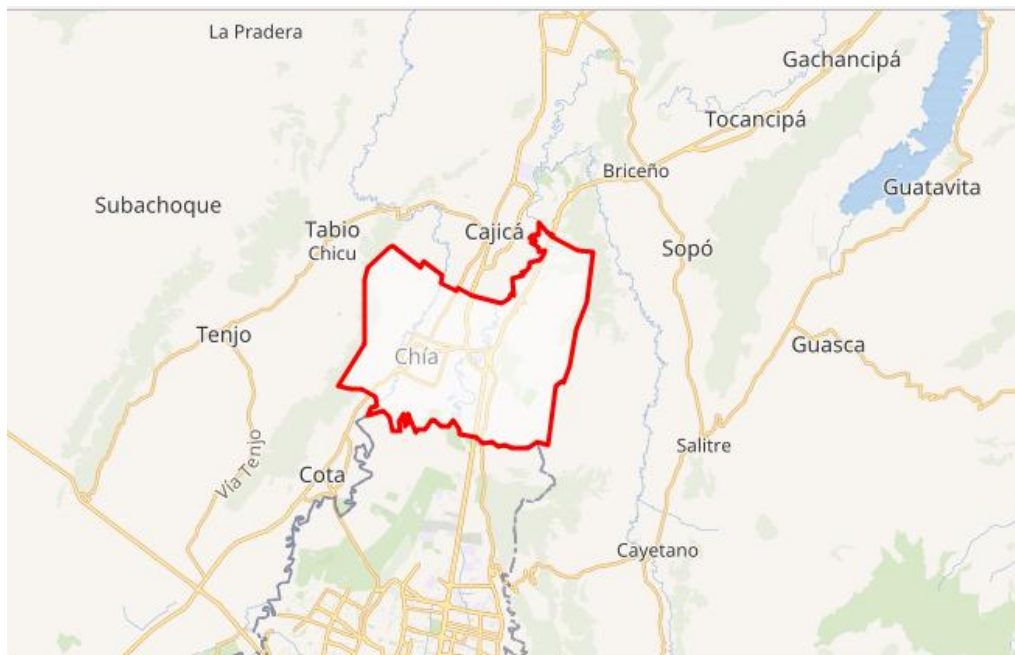 La Pradera
Gachancipá
Tocancipá
Briceño
Guatavita
Subachoque
Tabio
Chicu
Cajicá
Sopó
Tenjo
Guasca
Chía
Salitre
Vía Tenjo
Cota
Cayetano